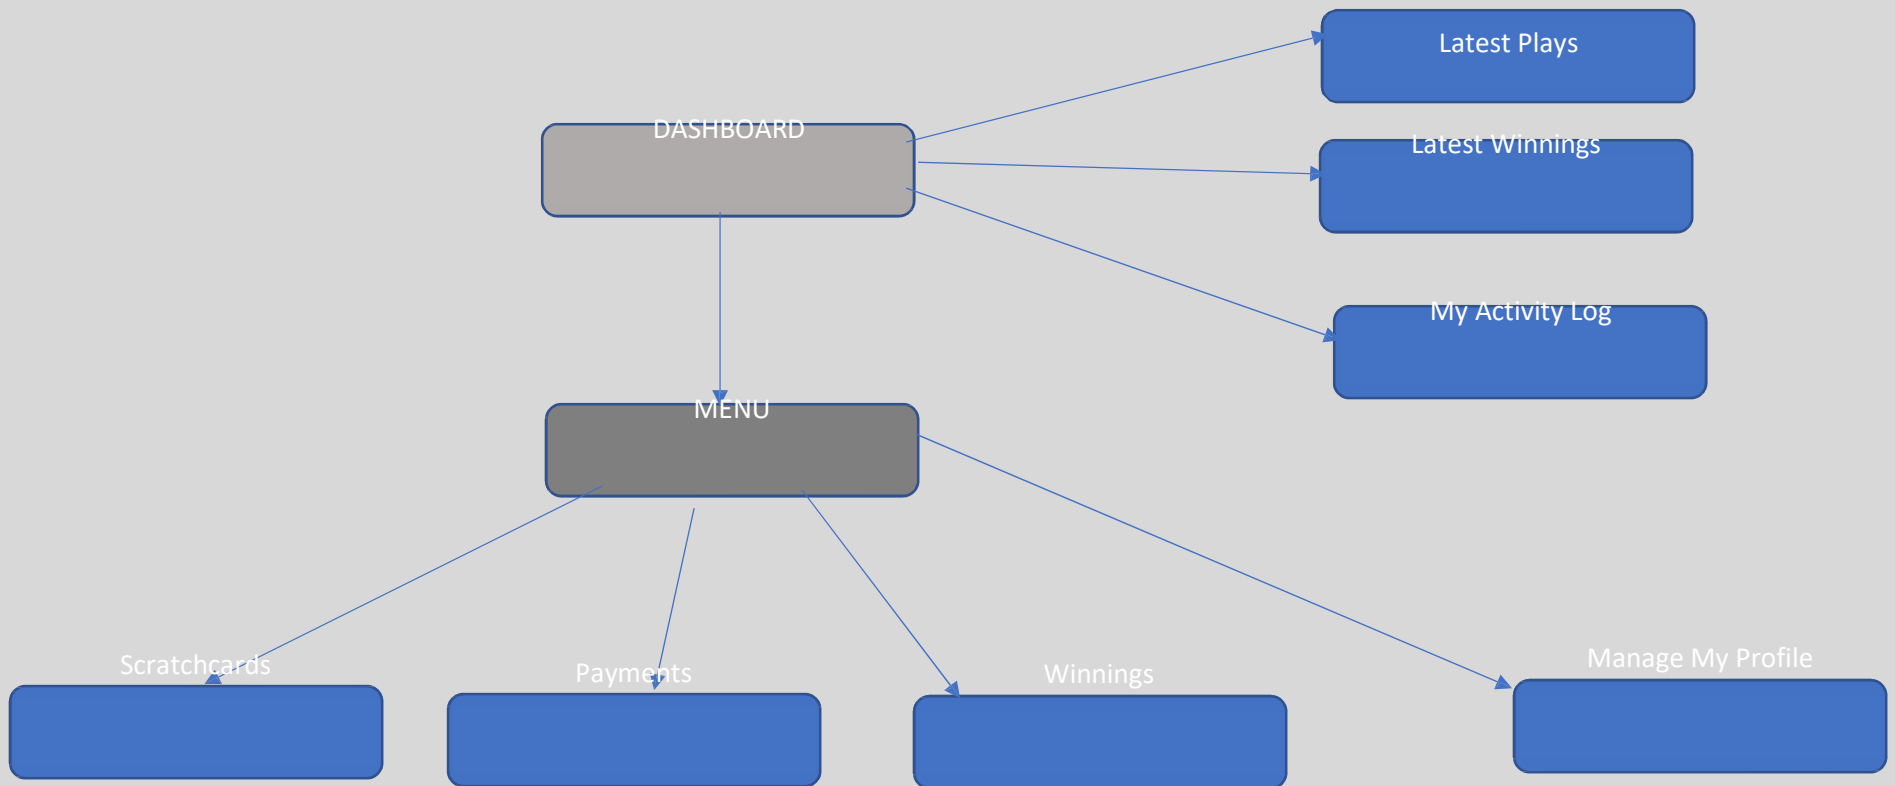 Latest Plays
DASHBOARD
Latest Winnings
My Activity Log
MENU
Scratchcards
Payments
Winnings
Manage My Profile